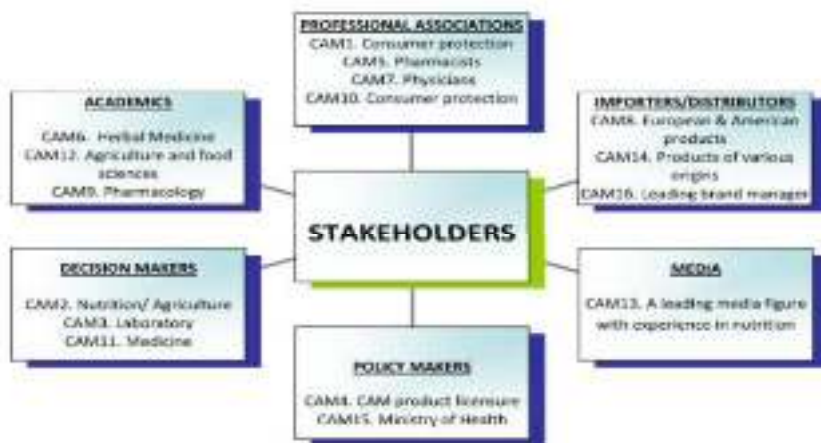 PROFESSIONAL ASSOCIATIONS
CAM1. Consumer protection
CAM5. Pharmacists
CAM7. Physicians
CAM10. Consumer protection
ACADEMICS
CAM6. Herbal Medicine
CAM12. Agriculture and food
sciences
CAM9. Pharmacology
IMPORTERS/DISTRIBUTORS
CAM8. European & American
products
CAM14. Products of various
origins
CAM16. Leading brand manager
STAKEHOLDERS
DECISION MAKERS
CAM2. Nutrition/ Agriculture
CAM3. Laboratory
CAM11. Medicine
MEDIA
CAM13. A leading media figure
with experience in nutrition
POLICY MAKERS
CAM4. CAM product licensure
CAM15. Ministry of Health